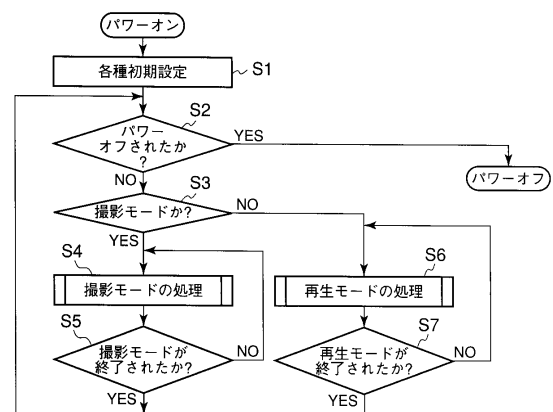 パワーオン
各種初期設定
S1
S2
パワー
オフされたか
?
YES
パワーオフ
NO
S3
撮影モードか?
NO
YES
S4
撮影モードの処理
S6
再生モードの処理
S5
撮影モードが
終了されたか?
NO
YES
S7
再生モードが
終了されたか?
NO
YES